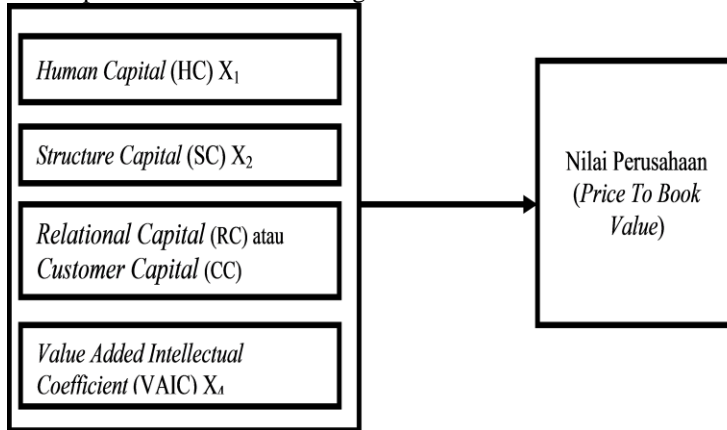 Human Capital (HC) X₁
Structure Capital (SC) X₂
Relational Capital (RC) atau
Customer Capital (CC)
Value Added Intellectual
Coefficient (VAIC) X₄
Nilai Perusahaan
(Price To Book
Value)